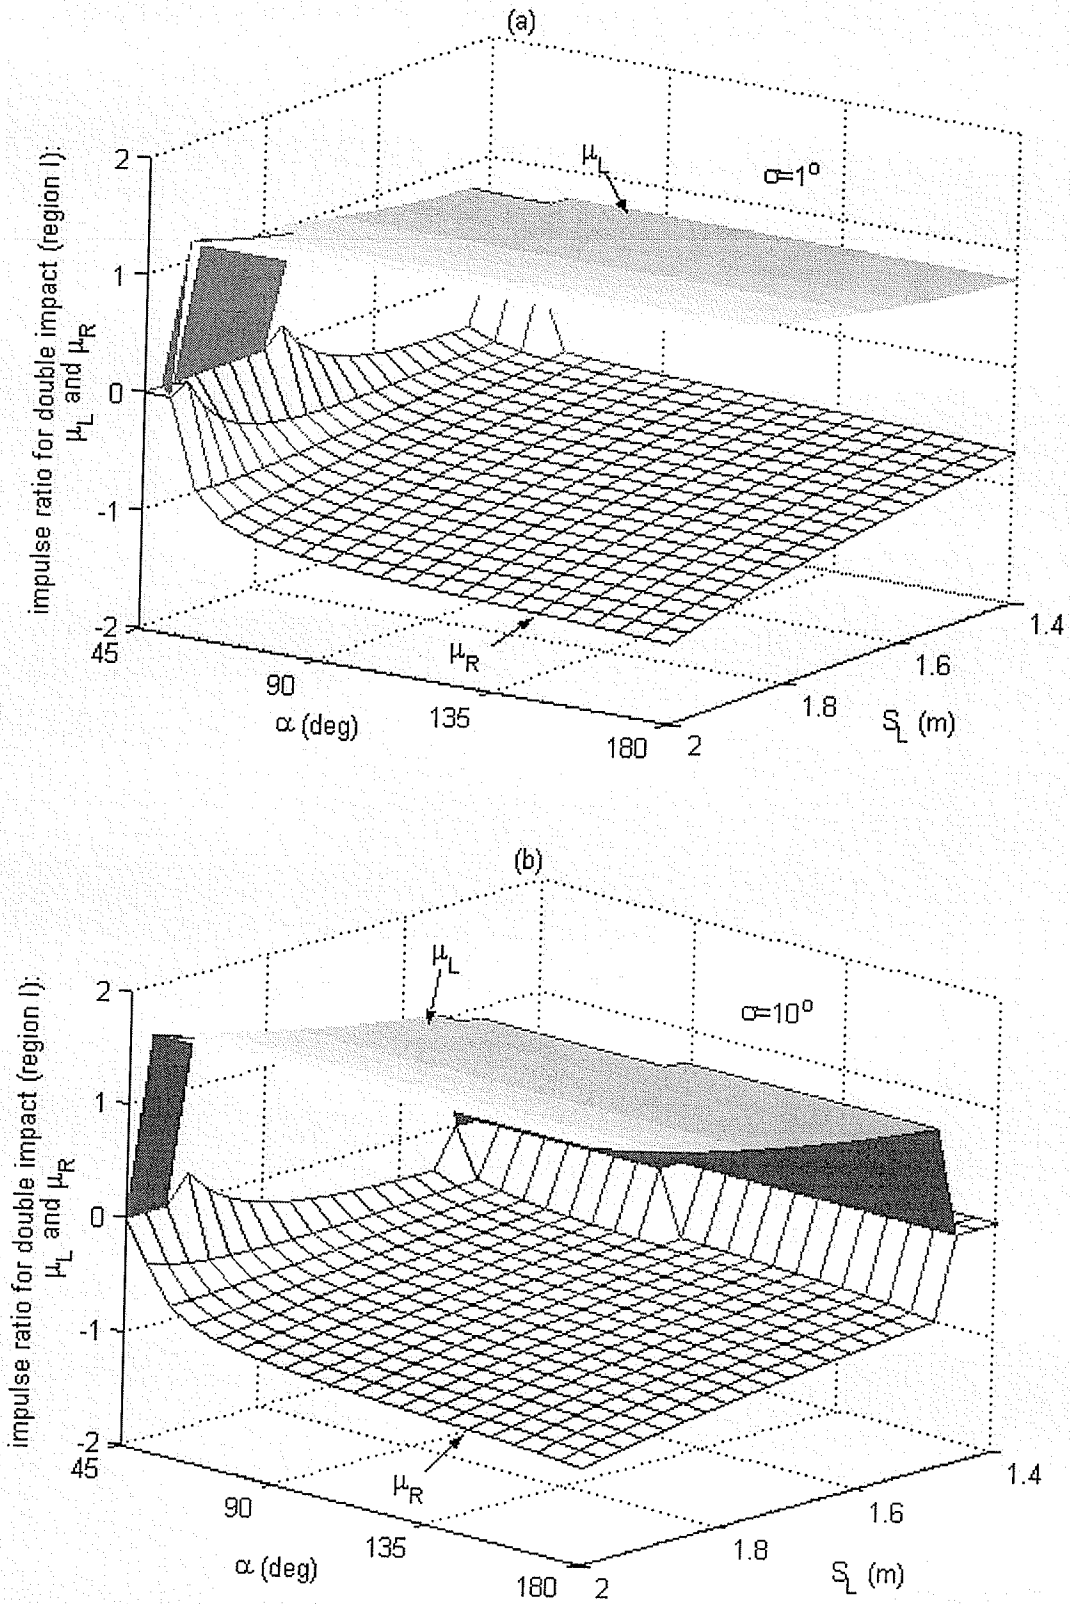 (a)
impulse ratio for double impact (region I):
μL and μR
2
1
0
-1
-2
μL
σ=1⁰
μR
45
90
135
180
α (deg)
2
1.8
1.6
1.4
SL (m)
(b)
impulse ratio for double impact (region I):
μL and μR
2
1
0
-1
-2
μL
σ=10⁰
μR
45
90
135
180
α (deg)
2
1.8
1.6
1.4
SL (m)